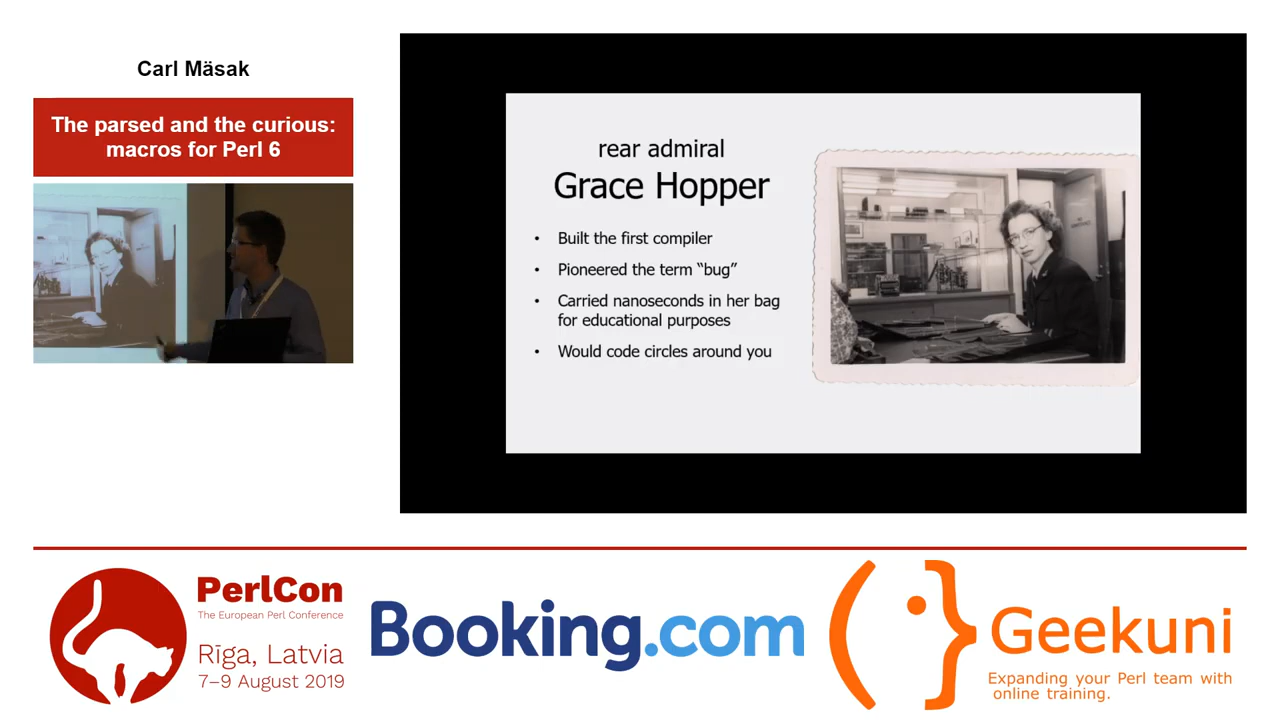 Carl Mäsak
The parsed and the curious:
macros for Perl 6
rear admiral
Grace Hopper
• Built the first compiler
• Pioneered the term “bug”
• Carried nanoseconds in her bag
for educational purposes
• Would code circles around you
PerlCon
The European Perl Conference
Rīga, Latvia
7–9 August 2019
Booking.com
Geekuni
Expanding your Perl team with
online training.